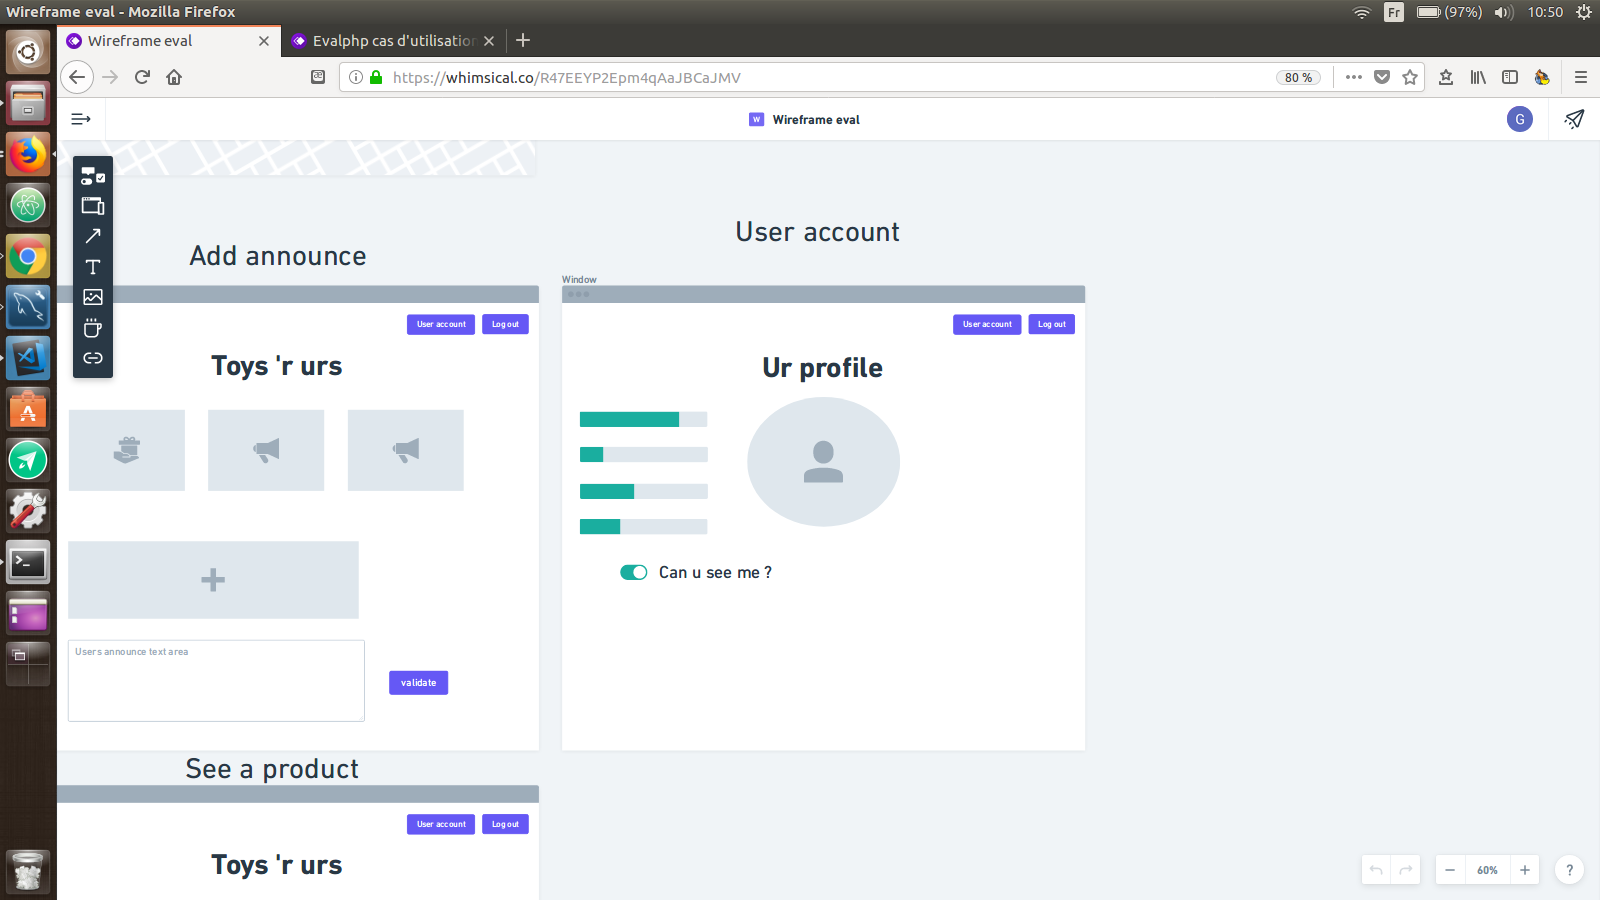 Wireframe eval - Mozilla Firefox
Fr (97%) 10:50
Wireframe eval
Evalphp cas d'utilisation
https://whimsical.co/R47EEYP2Epm4qAaJBCaJMV
80 %
W Wireframe eval
G
Add announce
User account
Window
User account Log out
Toys 'r urs
Users announce text area
validate
User account Log out
Ur profile
Can u see me ?
See a product
User account Log out
Toys 'r urs
60%
?